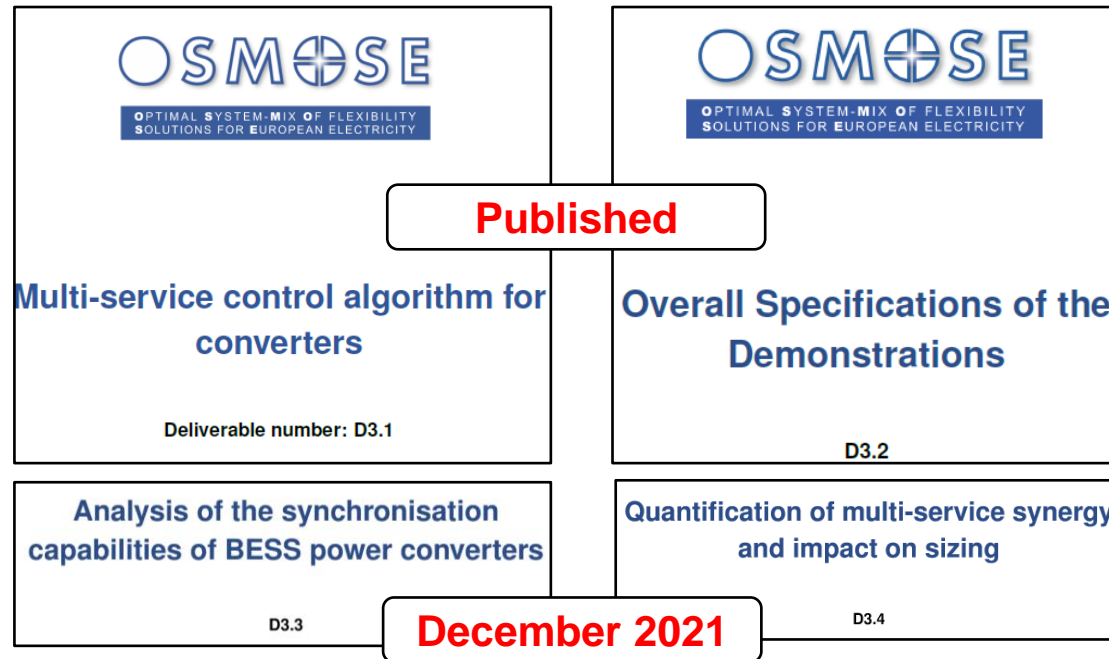 OSMOSE
OPTIMAL SYSTEM-MIX OF FLEXIBILITY
SOLUTIONS FOR EUROPEAN ELECTRICITY
Multi-service control algorithm for
converters
Deliverable number: D3.1
OSMOSE
OPTIMAL SYSTEM-MIX OF FLEXIBILITY
SOLUTIONS FOR EUROPEAN ELECTRICITY
Overall Specifications of the
Demonstrations
D3.2
Published
Analysis of the synchronisation
capabilities of BESS power converters
D3.3
Quantification of multi-service synergy
and impact on sizing
D3.4
December 2021